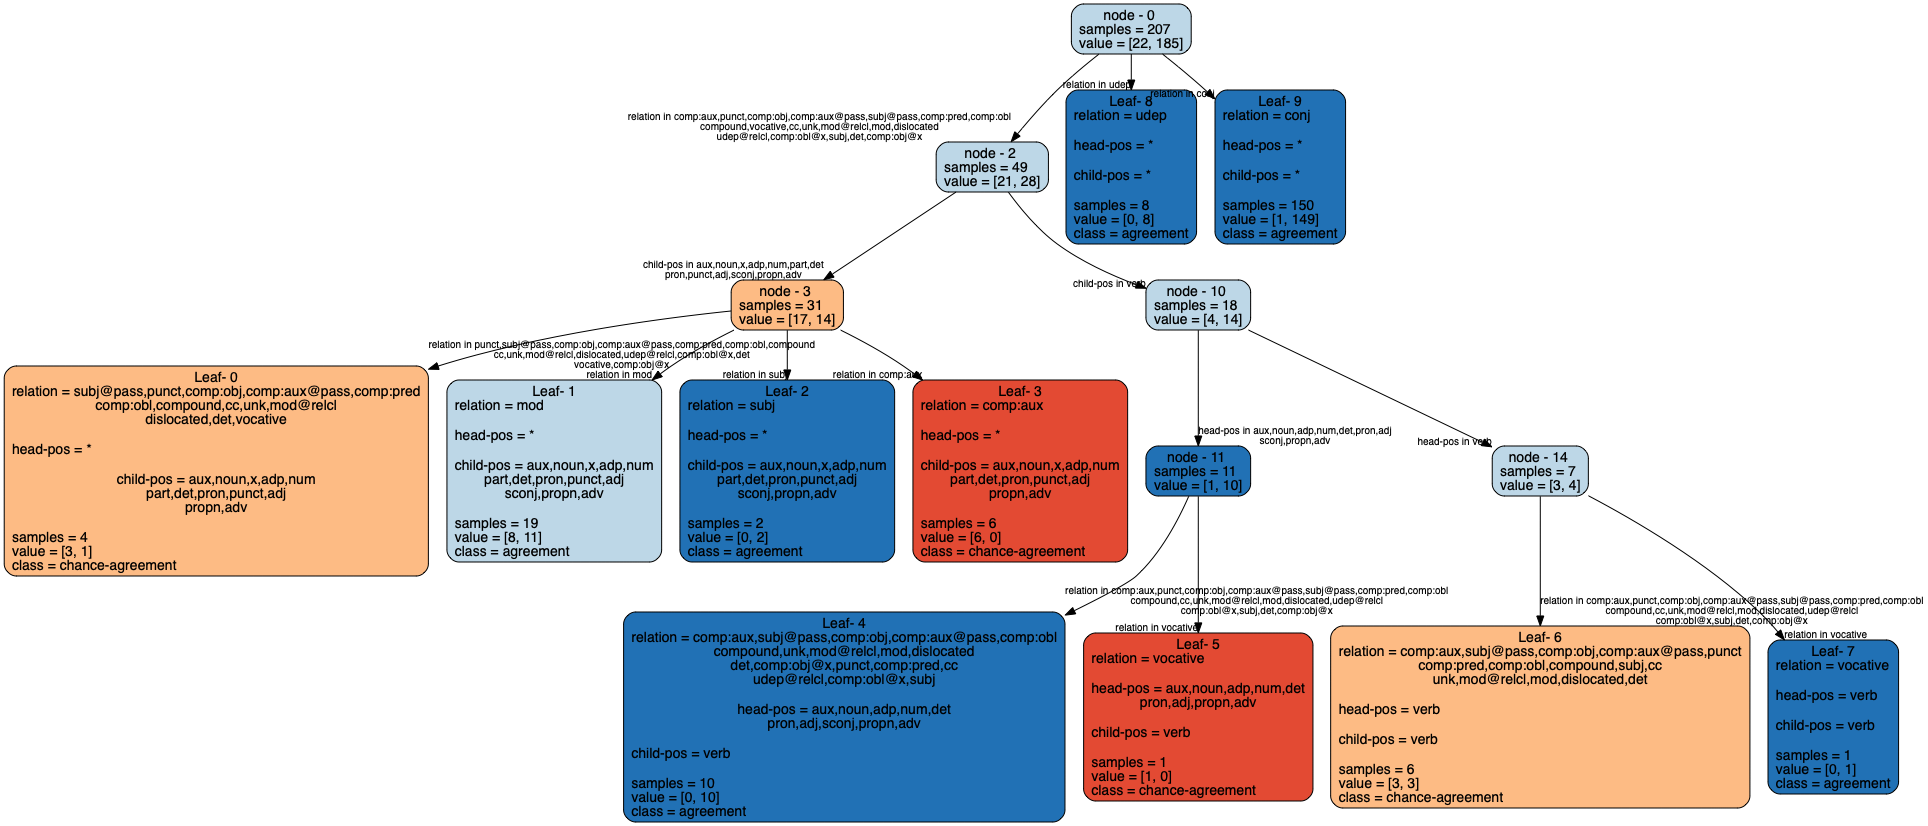 node - 0
samples = 207
value = [22, 185]
relation in udep
relation in conj
relation in comp:aux,punct,comp:obj,comp:aux@pass,subj@pass,comp:pred,comp:obl
compound,vocative,cc,unk,mod@relcl,mod,dislocated
udep@relcl,comp:obl@x,subj,det,comp:obj@x
Leaf- 8
relation = udep
head-pos = *
child-pos = *
samples = 8
value = [0, 8]
class = agreement
Leaf- 9
relation = conj
head-pos = *
child-pos = *
samples = 150
value = [1, 149]
class = agreement
node - 2
samples = 49
value = [21, 28]
child-pos in aux,noun,x,adp,num,part,det
pron,punct,adj,sconj,propn,adv
child-pos in verb
node - 3
samples = 31
value = [17, 14]
node - 10
samples = 18
value = [4, 14]
relation in punct,subj@pass,comp:obj,comp:aux@pass,comp:pred,comp:obl,compound
cc,unk,mod@relcl,dislocated,udep@relcl,comp:obl@x,det
vocative,comp:obj@x
relation in mod
relation in subj
relation in comp:aux
Leaf- 0
relation = subj@pass,punct,comp:obj,comp:aux@pass,comp:pred
comp:obl,compound,cc,unk,mod@relcl
dislocated,det,vocative
head-pos = *
child-pos = aux,noun,x,adp,num
part,det,pron,punct,adj
propn,adv
samples = 4
value = [3, 1]
class = chance-agreement
Leaf- 1
relation = mod
head-pos = *
child-pos = aux,noun,x,adp,num
part,det,pron,punct,adj
sconj,propn,adv
samples = 19
value = [8, 11]
class = agreement
Leaf- 2
relation = subj
head-pos = *
child-pos = aux,noun,x,adp,num
part,det,pron,punct,adj
sconj,propn,adv
samples = 2
value = [0, 2]
class = agreement
Leaf- 3
relation = comp:aux
head-pos = *
child-pos = aux,noun,x,adp,num
part,det,pron,punct,adj
propn,adv
samples = 6
value = [6, 0]
class = chance-agreement
head-pos in aux,noun,adp,num,det,pron,adj
sconj,propn,adv
head-pos in verb
node - 11
samples = 11
value = [1, 10]
node - 14
samples = 7
value = [3, 4]
relation in comp:aux,punct,comp:obj,comp:aux@pass,subj@pass,comp:pred,comp:obl
compound,cc,unk,mod@relcl,mod,dislocated,udep@relcl
comp:obl@x,subj,det,comp:obj@x
relation in vocative
relation in comp:aux,punct,comp:obj,comp:aux@pass,subj@pass,comp:pred,comp:obl
compound,cc,unk,mod@relcl,mod,dislocated,udep@relcl
comp:obl@x,subj,det,comp:obj@x
relation in vocative
Leaf- 4
relation = comp:aux,subj@pass,comp:obj,comp:aux@pass,comp:obl
compound,unk,mod@relcl,mod,dislocated
det,comp:obj@x,punct,comp:pred,cc
udep@relcl,comp:obl@x,subj
head-pos = aux,noun,adp,num,det
pron,adj,sconj,propn,adv
child-pos = verb
samples = 10
value = [0, 10]
class = agreement
Leaf- 5
relation = vocative
head-pos = aux,noun,adp,num,det
pron,adj,propn,adv
child-pos = verb
samples = 1
value = [1, 0]
class = chance-agreement
Leaf- 6
relation = comp:aux,subj@pass,comp:obj,comp:aux@pass,punct
comp:pred,comp:obl,compound,subj,cc
unk,mod@relcl,mod,dislocated,det
head-pos = verb
child-pos = verb
samples = 6
value = [3, 3]
class = chance-agreement
Leaf- 7
relation = vocative
head-pos = verb
child-pos = verb
samples = 1
value = [0, 1]
class = agreement